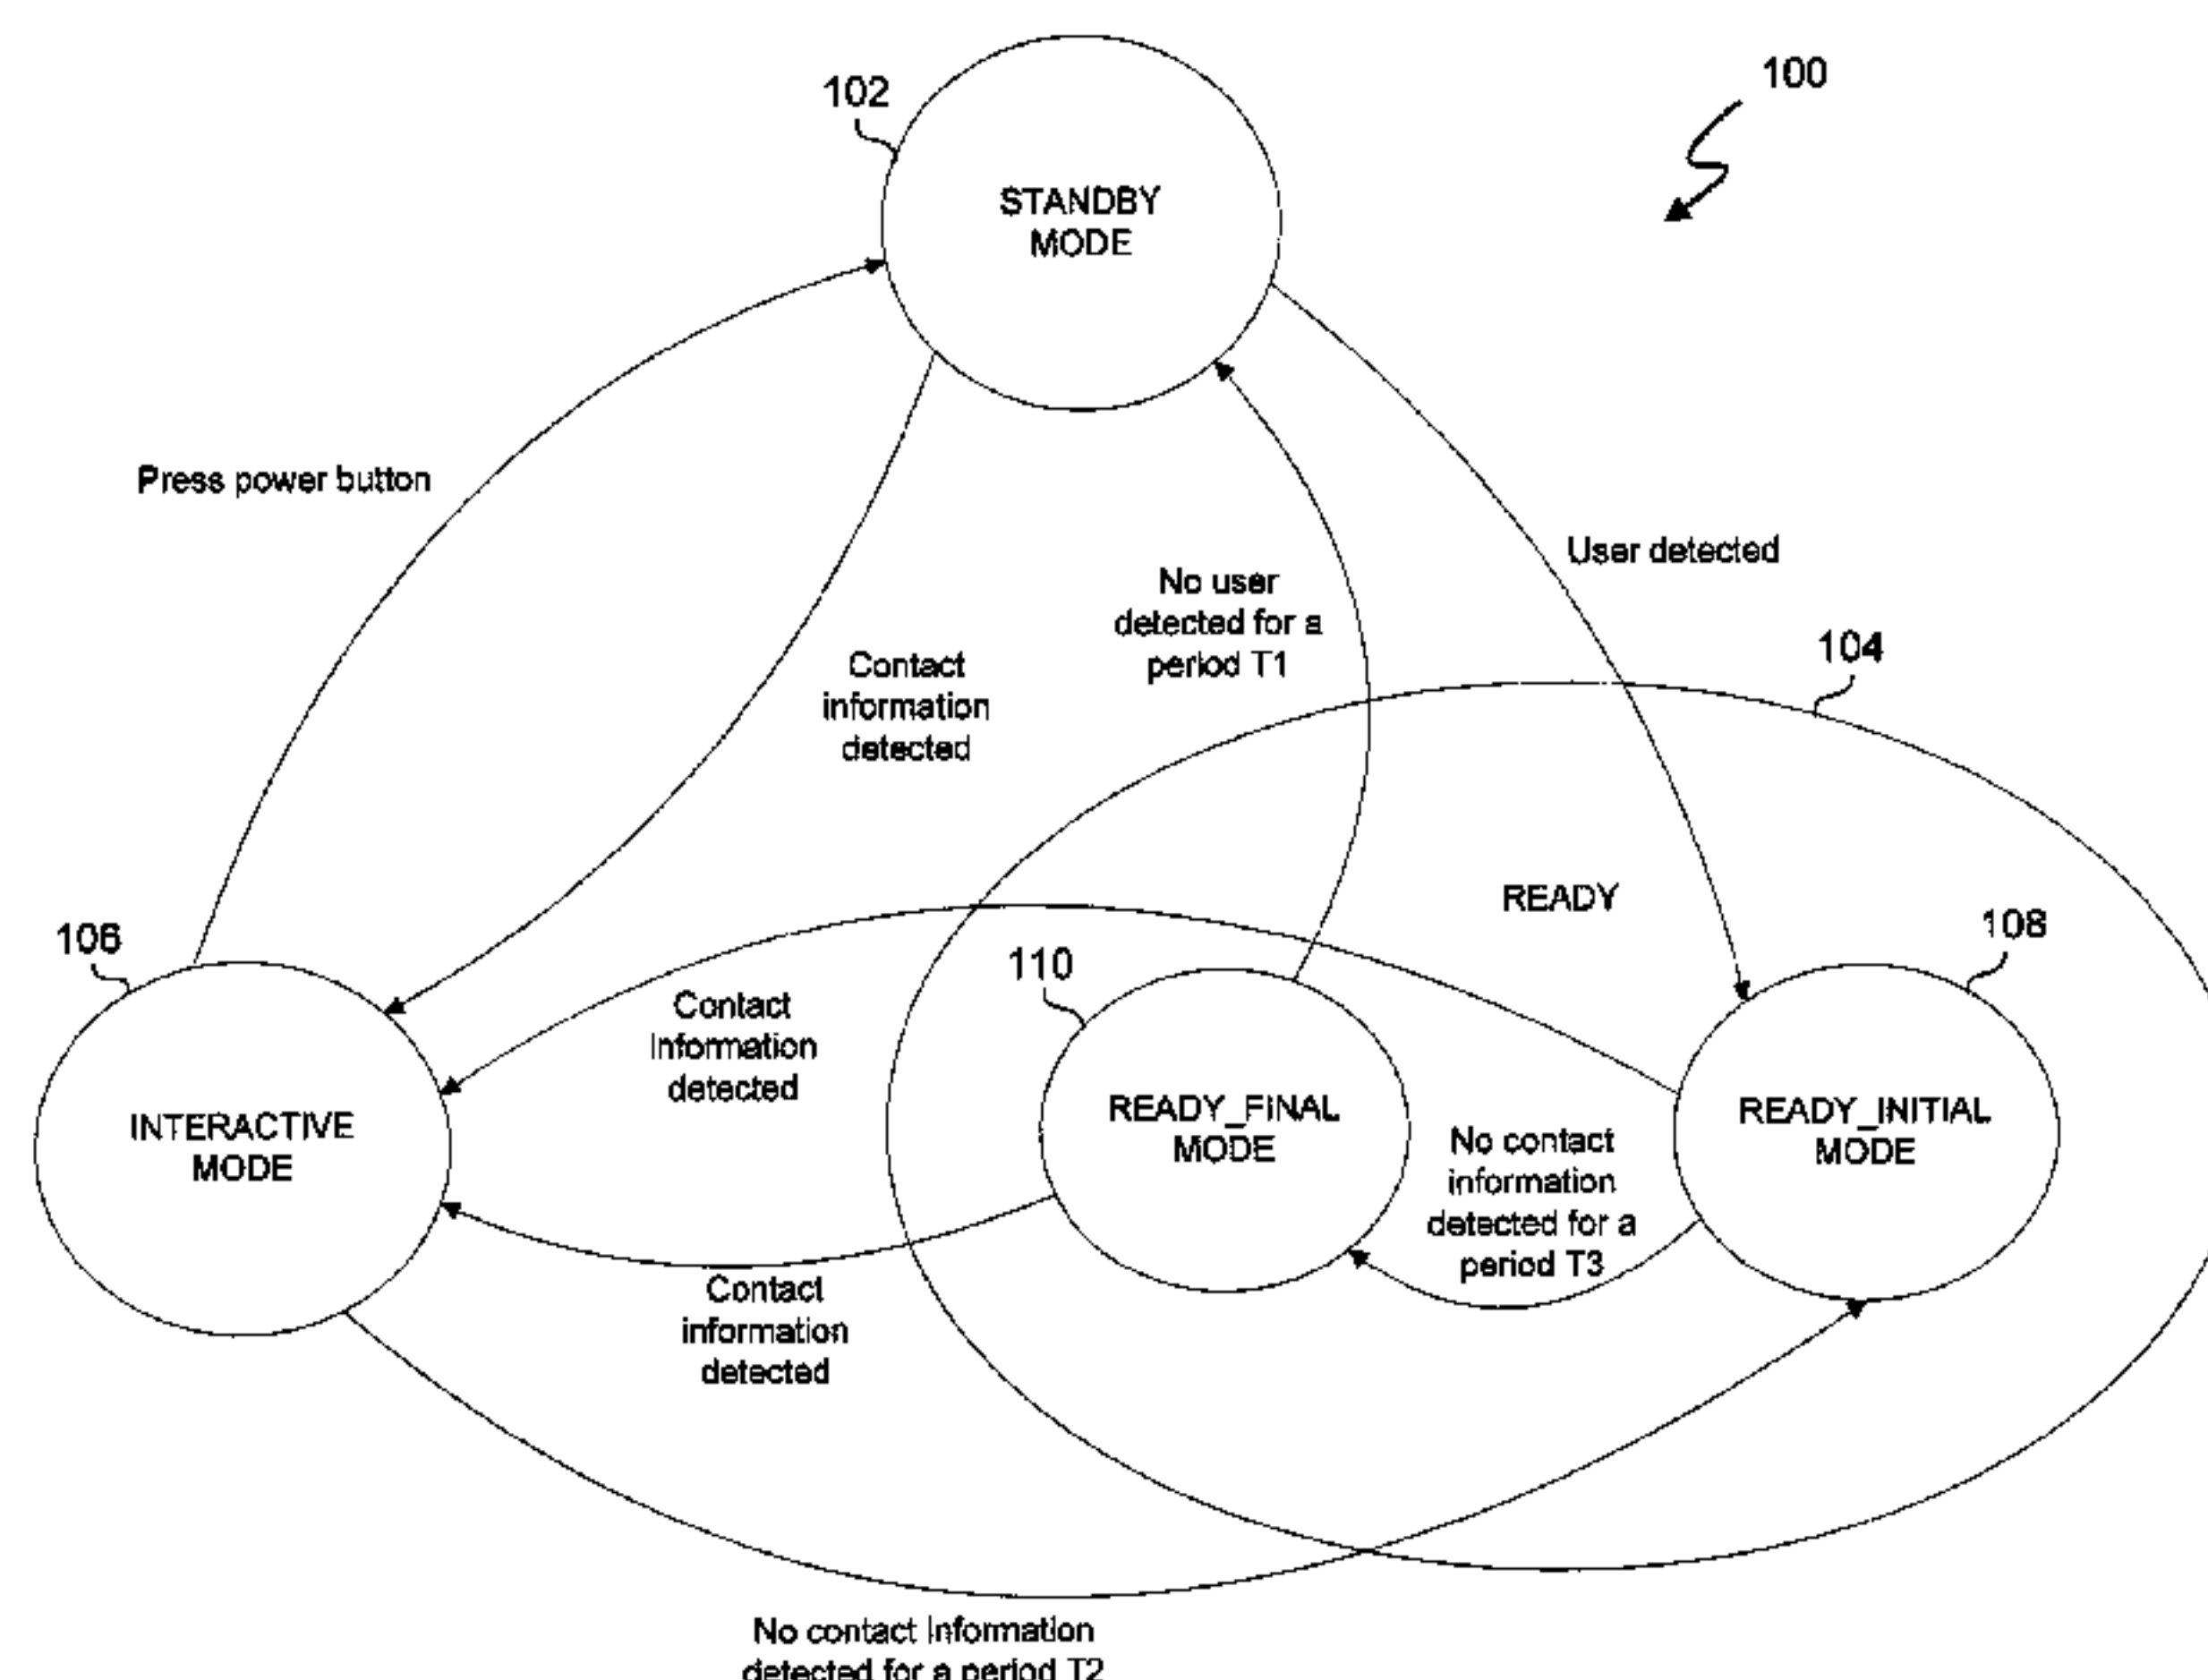 100
102
STANDBY
MODE
Press power button
User detected
No user
detected for a
period T1
104
Contact
information
detected
READY
106
108
110
Contact
Information
detected
READY_FINAL
MODE
READY_INITIAL
MODE
INTERACTIVE
MODE
No contact
information
detected for a
period T3
Contact
information
detected
No contact Information
detected for a period T2